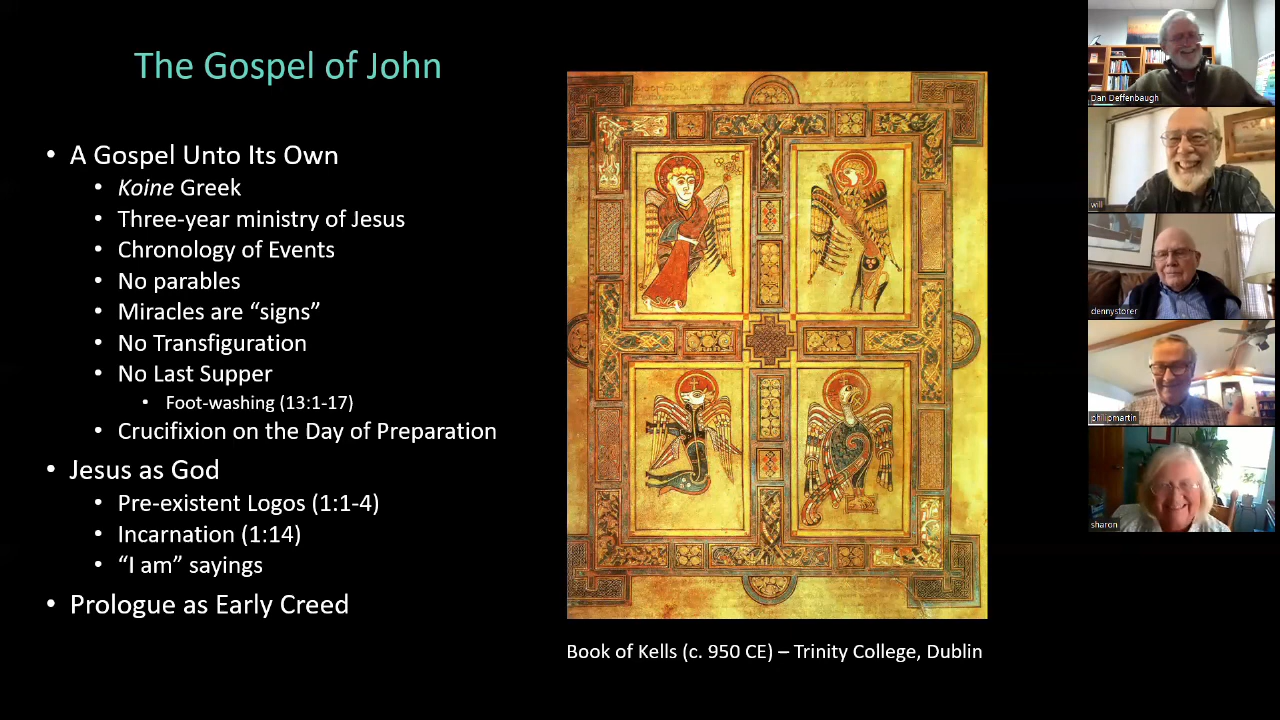 The Gospel of John
• A Gospel Unto Its Own
• Koine Greek
• Three-year ministry of Jesus
• Chronology of Events
• No parables
• Miracles are “signs”
• No Transfiguration
• No Last Supper
• Foot-washing (13:1-17)
• Crucifixion on the Day of Preparation
• Jesus as God
• Pre-existent Logos (1:1-4)
• Incarnation (1:14)
• “I am” sayings
• Prologue as Early Creed
Book of Kells (c. 950 CE) – Trinity College, Dublin
Dan Deffenbaugh
will
dennystorer
philipmartin
sharon